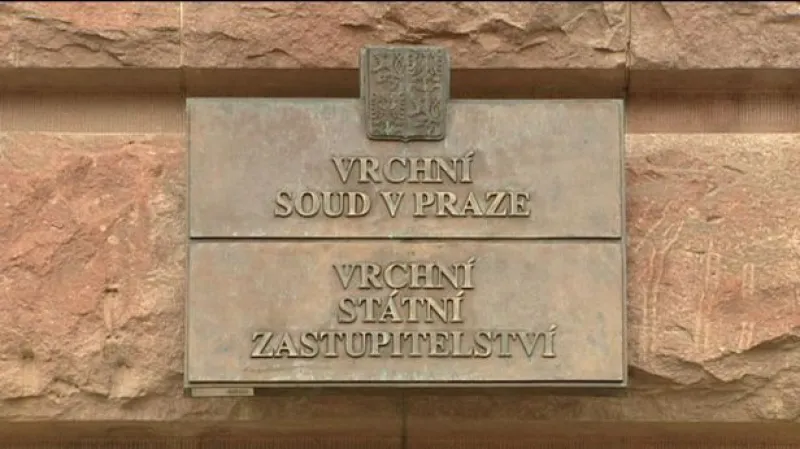 VRCHNÍ
SOUD V PRAZE
VRCHNÍ
STÁTNÍ
ZASTUPITELSTVÍ